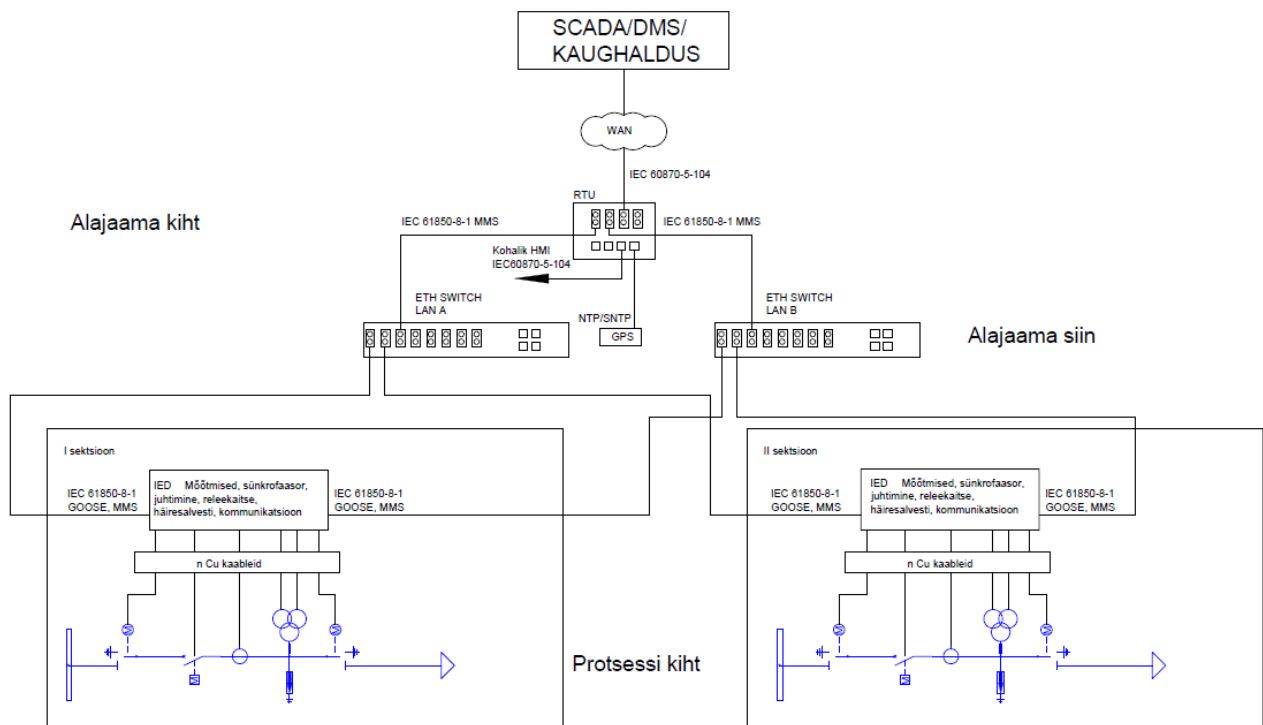 SCADA/DMS/
KAUGHALDUS
WAN
IEC 60870-5-104
RTU
Alajaama kiht
IEC 61850-8-1 MMS
IEC 61850-8-1 MMS
Kohalik HMI
IEC60870-5-104
ETH SWITCH
LAN A
NTP/SNTP
GPS
ETH SWITCH
LAN B
Alajaama siin
I sektsioon
IEC 61850-8-1
GOOSE, MMS
IED Mõõtmised, sünkrofaasor,
juhtimine, releekaitse,
häiresalvesti, kommunikatsioon
IEC 61850-8-1
GOOSE, MMS
n Cu kaableid
M
M
M
II sektsioon
IEC 61850-8-1
GOOSE, MMS
IED Mõõtmised, sünkrofaasor,
juhtimine, releekaitse,
häiresalvesti, kommunikatsioon
IEC 61850-8-1
GOOSE, MMS
n Cu kaableid
M
M
M
Protsessi kiht